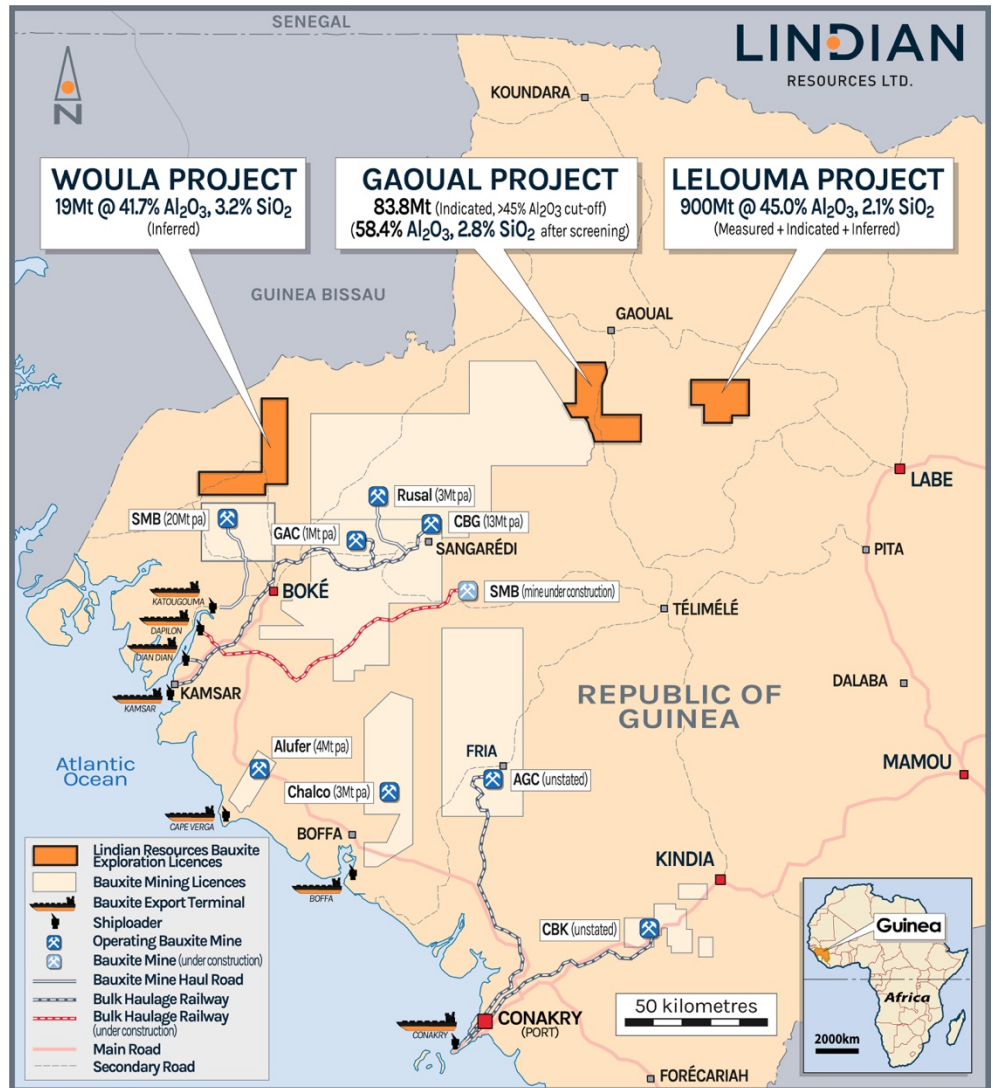 SENEGAL
LINDIAN
RESOURCES LTD.
N
KOUNDARA
WOULA PROJECT
19Mt @ 41.7% Al₂O₃, 3.2% SiO₂
(Inferred)
GAOUAL PROJECT
83.8Mt (Indicated, >45% Al₂O₃ cut-off)
(58.4% Al₂O₃, 2.8% SiO₂ after screening)
LELOUMA PROJECT
900Mt @ 45.0% Al₂O₃, 2.1% SiO₂
(Measured + Indicated + Inferred)
GUINEA BISSAU
GAOUAL
LABE
Rusal (3Mt pa)
SMB (20Mt pa)
GAC (1Mt pa)
CBG (13Mt pa)
SANGARÉDI
PITA
BOKÉ
SMB (mine under construction)
TÉLIMÉLÉ
KATOUGOUMA
DAPILON
DIAN DIAN
KAMSAR
KAMSAR
DALABA
REPUBLIC OF
GUINEA
Atlantic
Ocean
Alufer (4Mt pa)
FRIA
AGC (unstated)
MAMOU
Chalco (3Mt pa)
CAPE VERGA
BOFFA
BOFFA
KINDIA
CBK (unstated)
Lindian Resources Bauxite
Exploration Licences
Bauxite Mining Licences
Bauxite Export Terminal
Shiploader
Operating Bauxite Mine
Bauxite Mine (under construction)
Bauxite Mine Haul Road
Bulk Haulage Railway
Bulk Haulage Railway
(under construction)
Main Road
Secondary Road
50 kilometres
CONAKRY
CONAKRY
(PORT)
FORÉCARIAH
Guinea
Africa
2000km